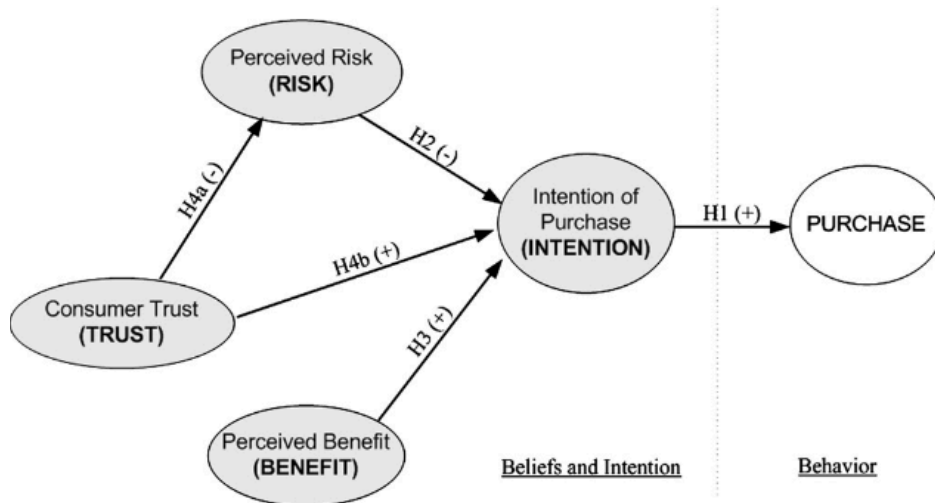 Perceived Risk
(RISK)
H4a (-)
H2 (-)
Intention of
Purchase
(INTENTION)
H1 (+)
PURCHASE
H4b (+)
Consumer Trust
(TRUST)
H3 (+)
Perceived Benefit
(BENEFIT)
Beliefs and Intention
Behavior